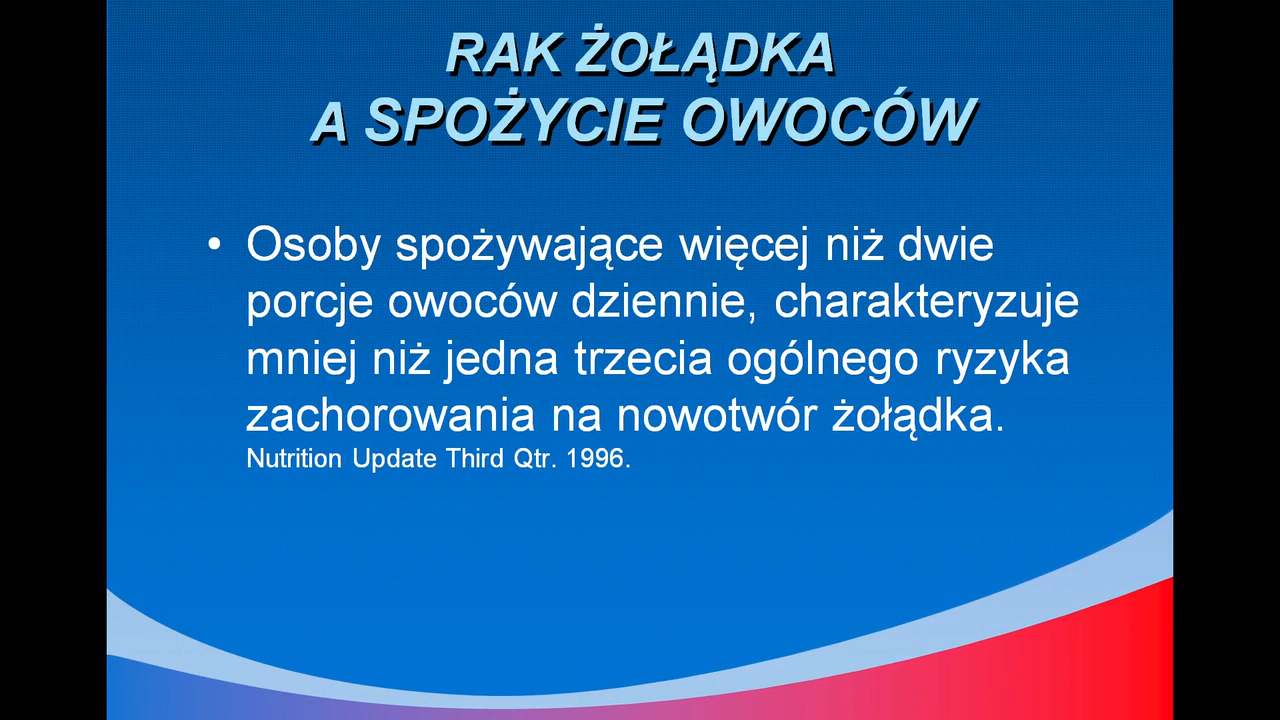 RAK ŻOŁĄDKA
A SPOŻYCIE OWOCÓW
• Osoby spożywające więcej niż dwie
porcje owoców dziennie, charakteryzuje
mniej niż jedna trzecia ogólnego ryzyka
zachorowania na nowotwór żołądka.
Nutrition Update Third Qtr. 1996.